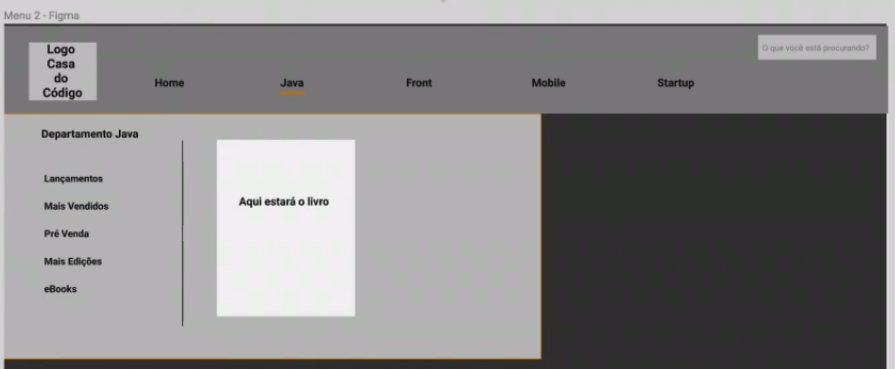 Menu 2 - Figma
Logo
Casa
do
Código
O que você está procurando?
Home
Java
Front
Mobile
Startup
Departamento Java
Lançamentos
Mais Vendidos
Pré Venda
Mais Edições
eBooks
Aqui estará o livro